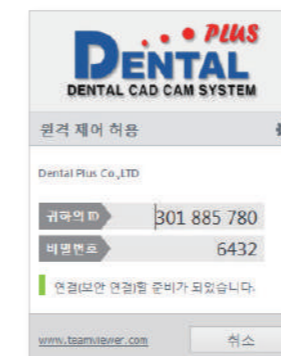 PLUS
DENTAL
DENTAL CAD CAM SYSTEM
원격 제어 허용
Dental Plus Co.,LTD
귀하의 ID 301 885 780
비밀번호 6432
연결(보안 연결)할 준비가 되었습니다.
www.teamviewer.com 취소